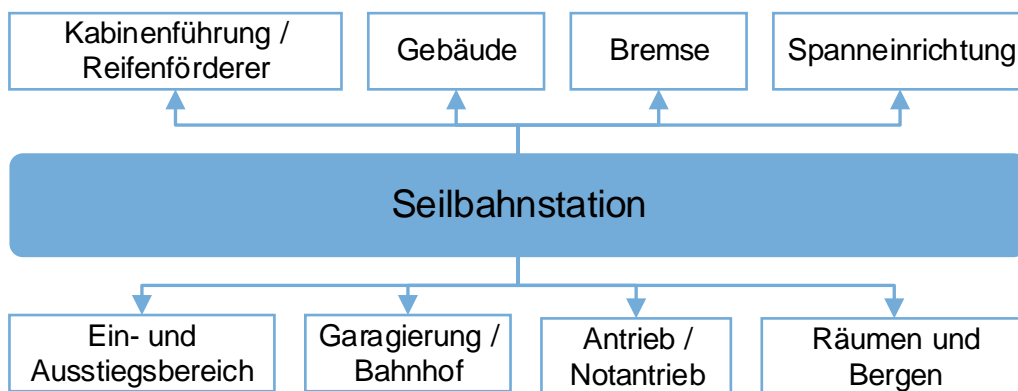 Kabinenführung /
Reifenförderer
Gebäude
Bremse
Spanneinrichtung
Seilbahnstation
Ein- und
Ausstiegsbereich
Garagierung /
Bahnhof
Antrieb /
Notantrieb
Räumen und
Bergen